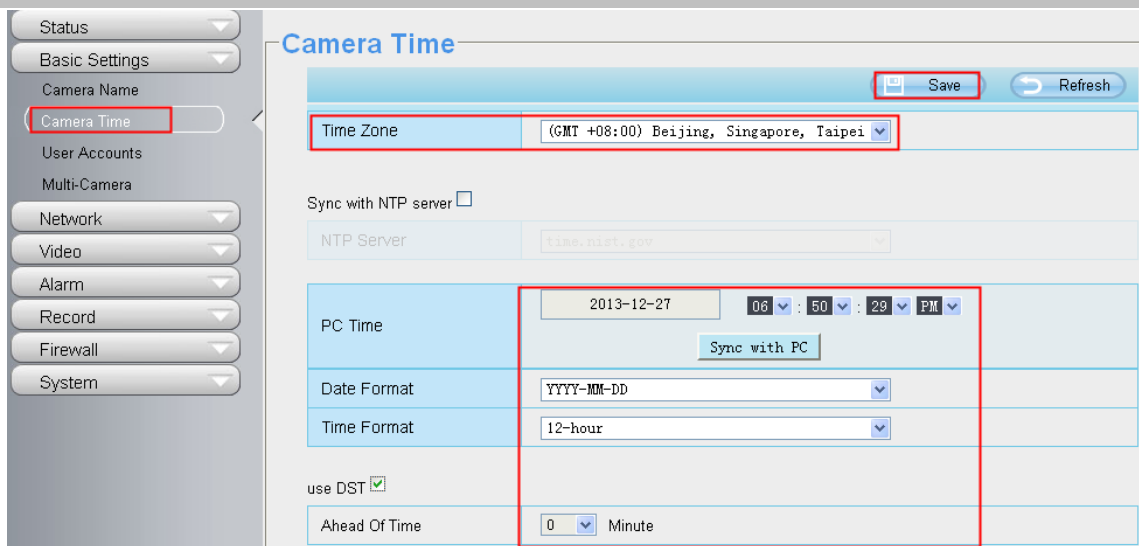 Status
Basic Settings
Camera Name
Camera Time
User Accounts
Multi-Camera
Network
Video
Alarm
Record
Firewall
System
Camera Time
Save Refresh
Time Zone (GMT +08:00) Beijing, Singapore, Taipei
Sync with NTP server
NTP Server time.nist.gov
PC Time 2013-12-27 06 : 50 : 29 PM
Sync with PC
Date Format YYYY-MM-DD
Time Format 12-hour
use DST
Ahead Of Time 0 Minute